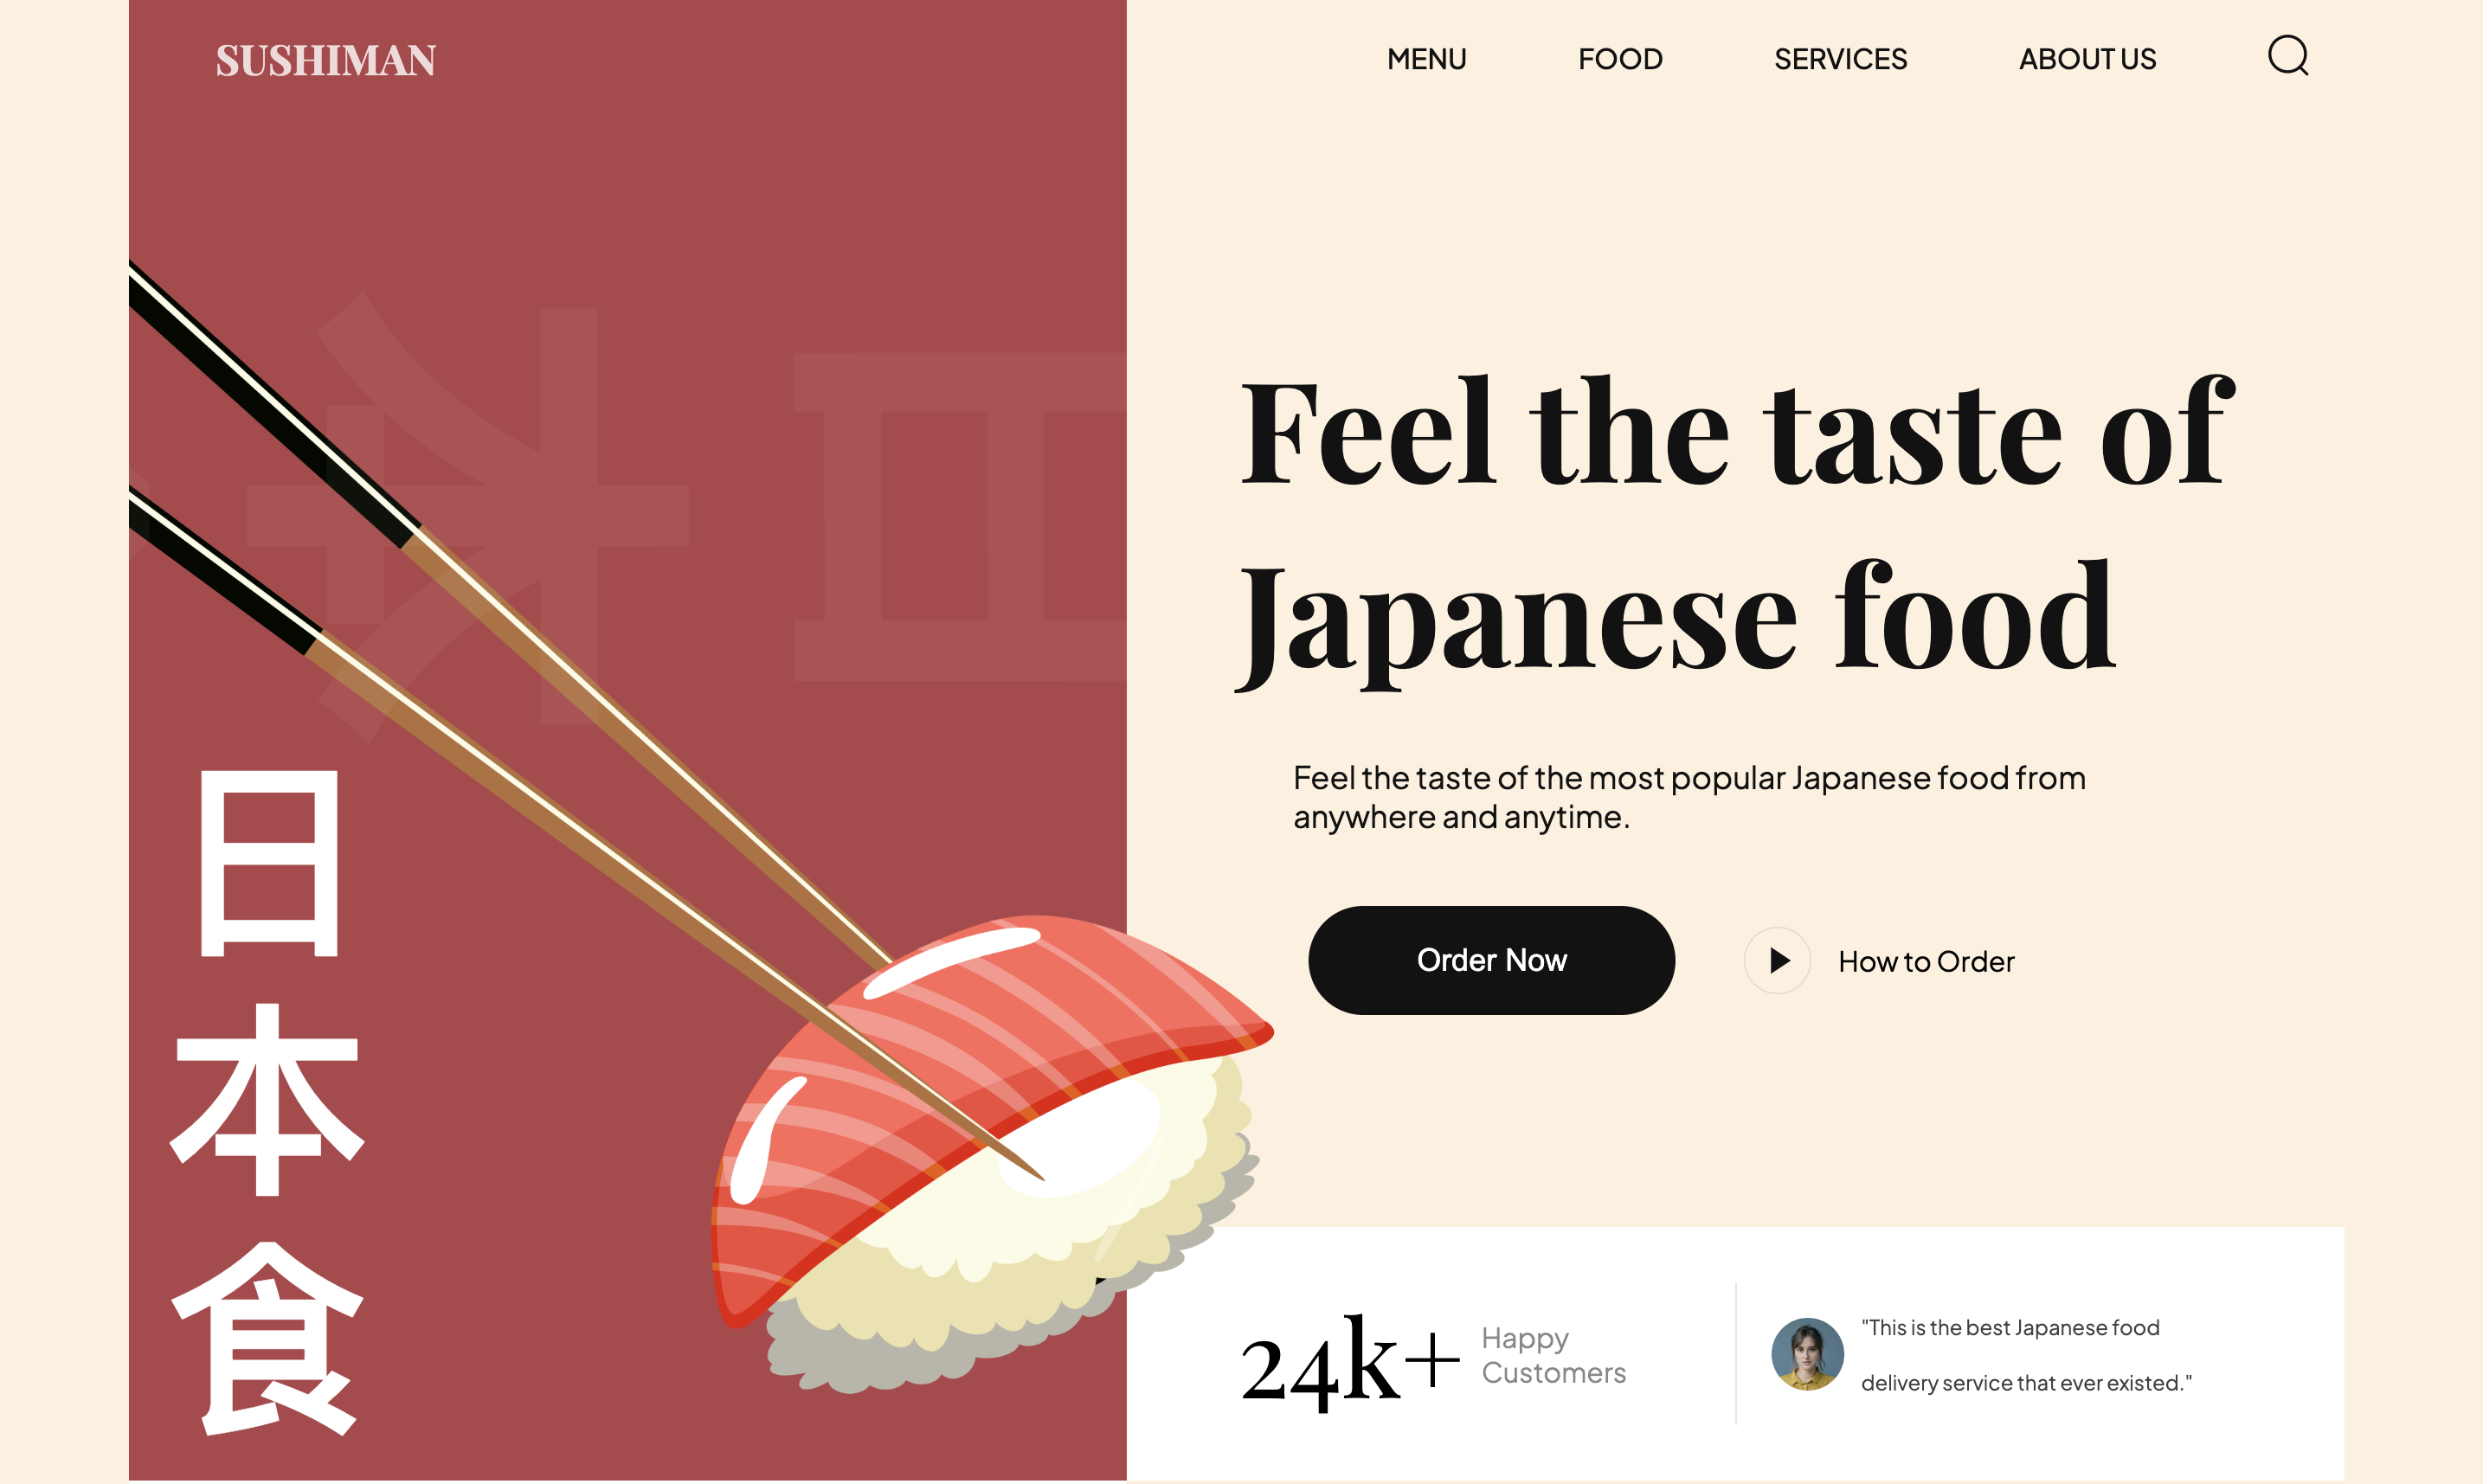 SUSHIMAN
MENU
FOOD
SERVICES
ABOUT US
Feel the taste of
Japanese food
Feel the taste of the most popular Japanese food from
anywhere and anytime.
Order Now
How to Order
日
本
食
24k+
Happy
Customers
"This is the best Japanese food
delivery service that ever existed."